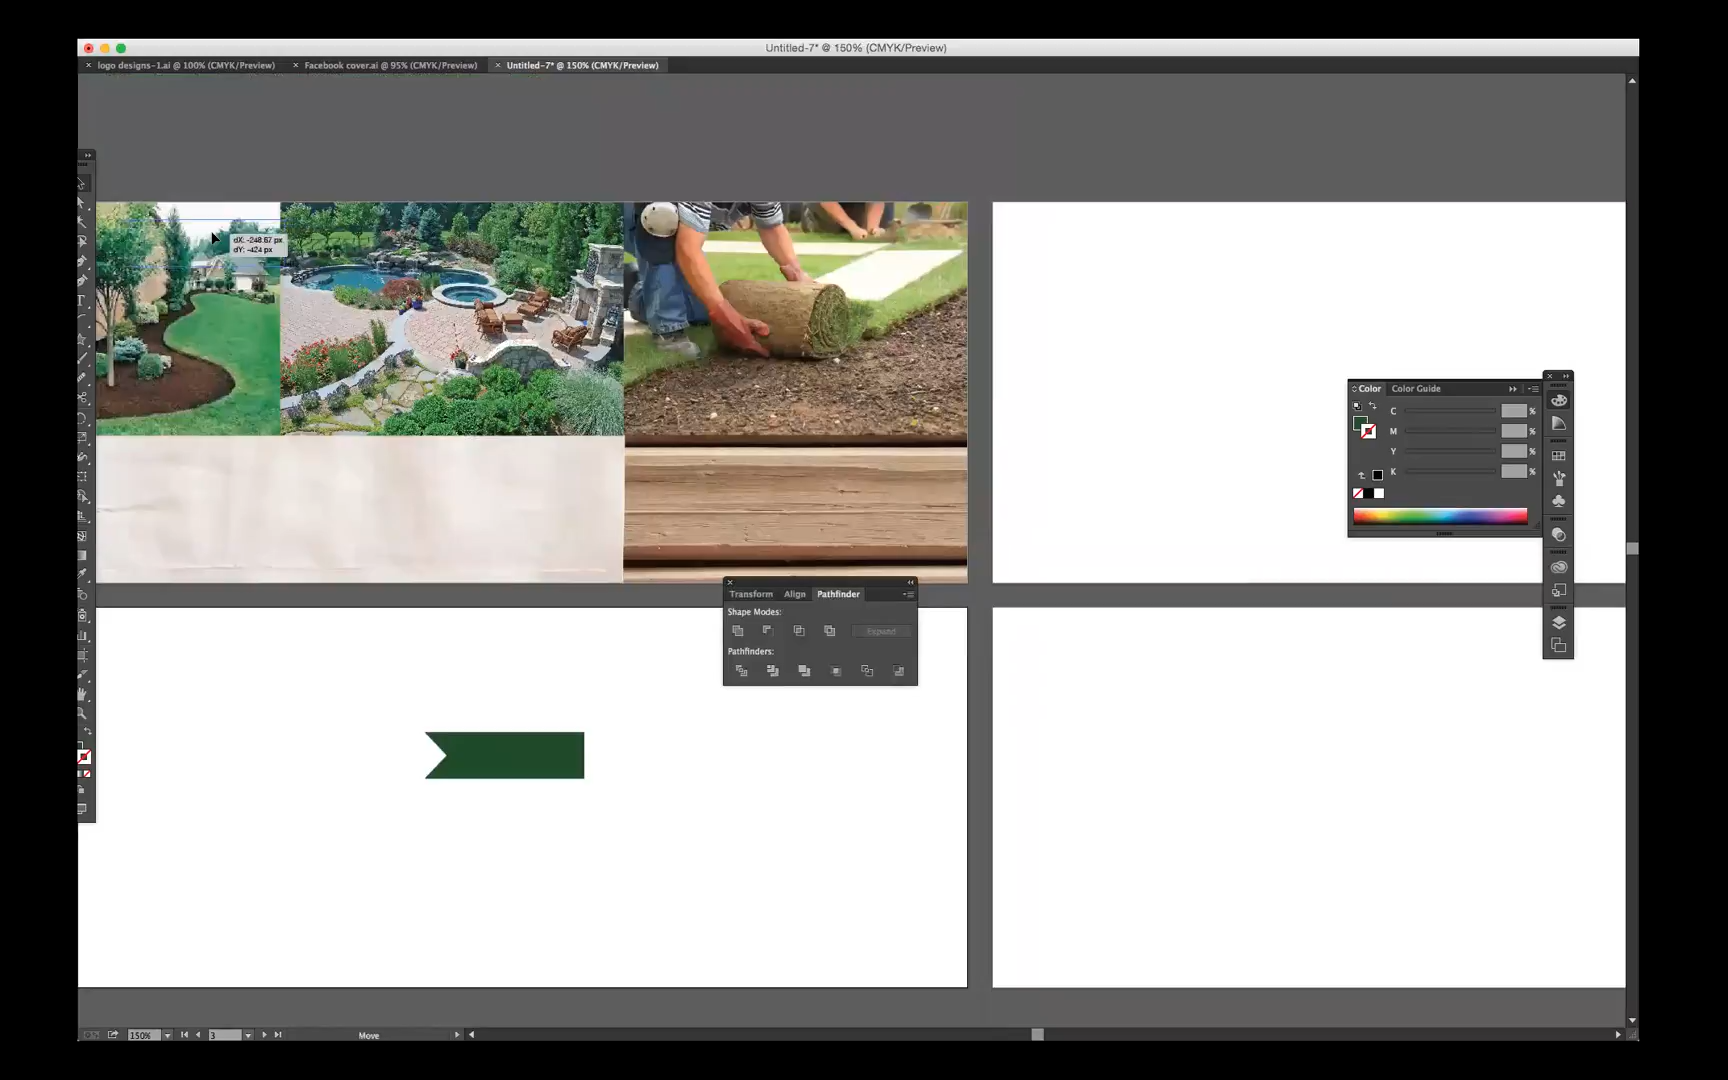 Untitled-7* @ 150% (CMYK/Preview)
logo designs-1.ai @ 100% (CMYK/Preview)
Facebook cover.ai @ 95% (CMYK/Preview)
Untitled-7* @ 150% (CMYK/Preview)
dX: -248.67 px
dY: -424 px
Color
Color Guide
C %
M %
Y %
K %
Transform
Align
Pathfinder
Shape Modes:
Expand
Pathfinders:
150%
3
Move